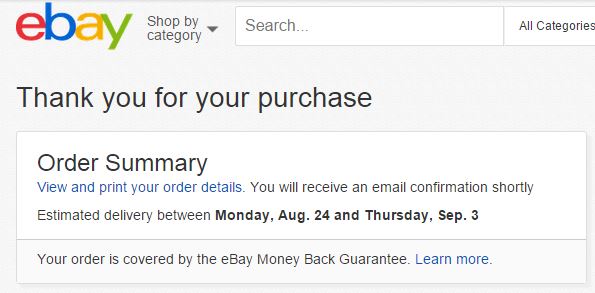 ebay
Shop by
category
Search...
All Categories
Thank you for your purchase
Order Summary
View and print your order details. You will receive an email confirmation shortly
Estimated delivery between Monday, Aug. 24 and Thursday, Sep. 3
Your order is covered by the eBay Money Back Guarantee. Learn more.